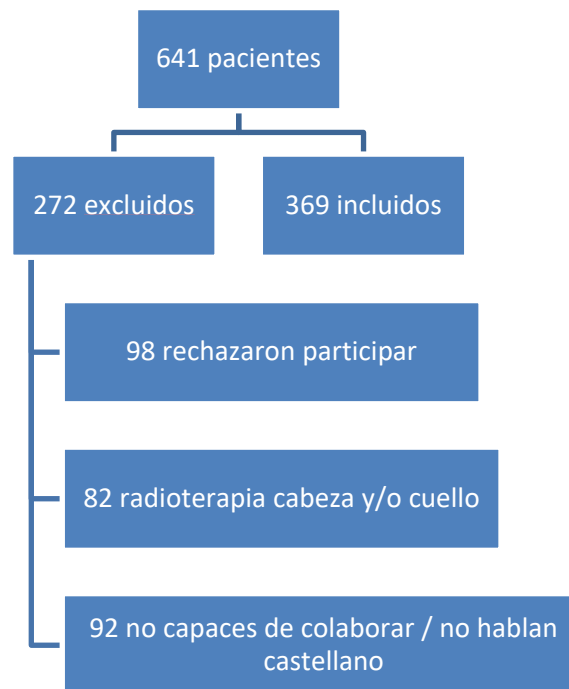 641 pacientes
272 excluidos
369 incluidos
98 rechazaron participar
82 radioterapia cabeza y/o cuello
92 no capaces de colaborar / no hablan
castellano